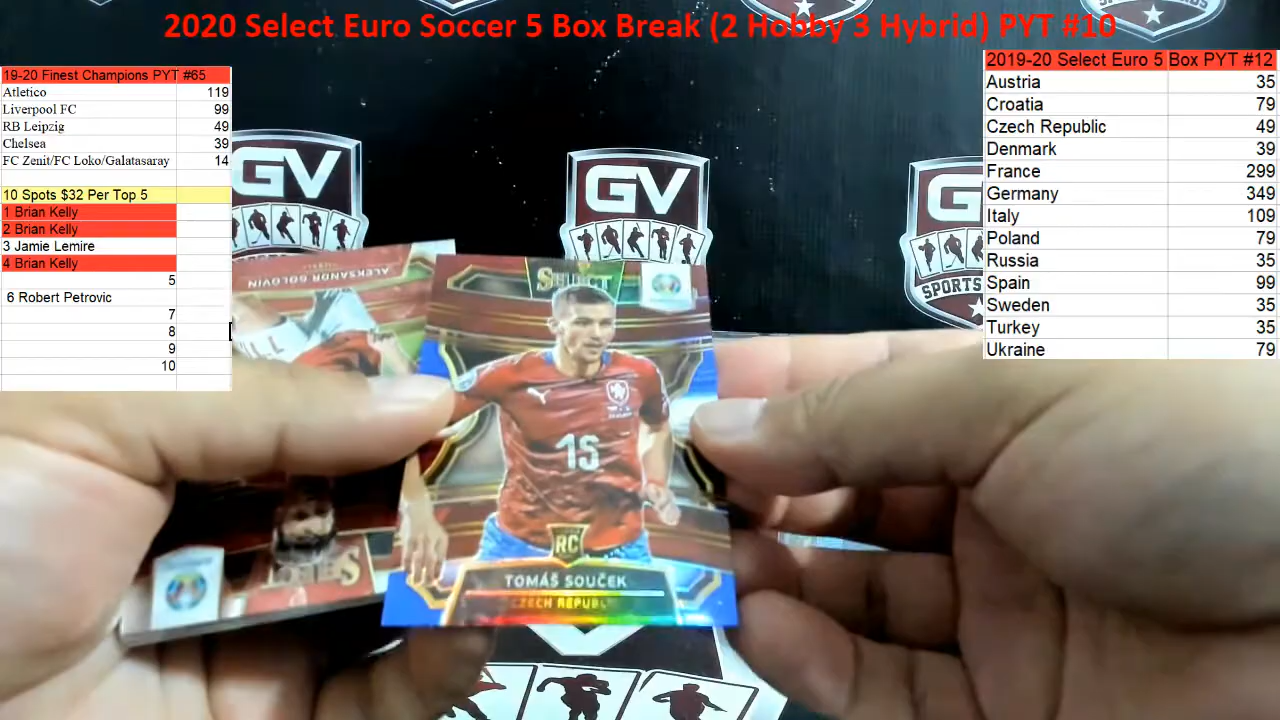 2020 Select Euro Soccer 5 Box Break (2 Hobby 3 Hybrid) PYT #10
19-20 Finest Champions PYT #65
Atletico 119
Liverpool FC 99
RB Leipzig 49
Chelsea 39
FC Zenit/FC Loko/Galatasaray 14
10 Spots $32 Per Top 5
1 Brian Kelly
2 Brian Kelly
3 Jamie Lemire
4 Brian Kelly
5
6 Robert Petrovic
7
8
9
10
2019-20 Select Euro 5 Box PYT #12
Austria 35
Croatia 79
Czech Republic 49
Denmark 39
France 299
Germany 349
Italy 109
Poland 79
Russia 35
Spain 99
Sweden 35
Turkey 35
Ukraine 79
GV
GV
G
SPORTS
ALEKSANDR GOLOVIN
SELECT
15
RC
TOMÁŠ SOUČEK
CZECH REPUBLIC